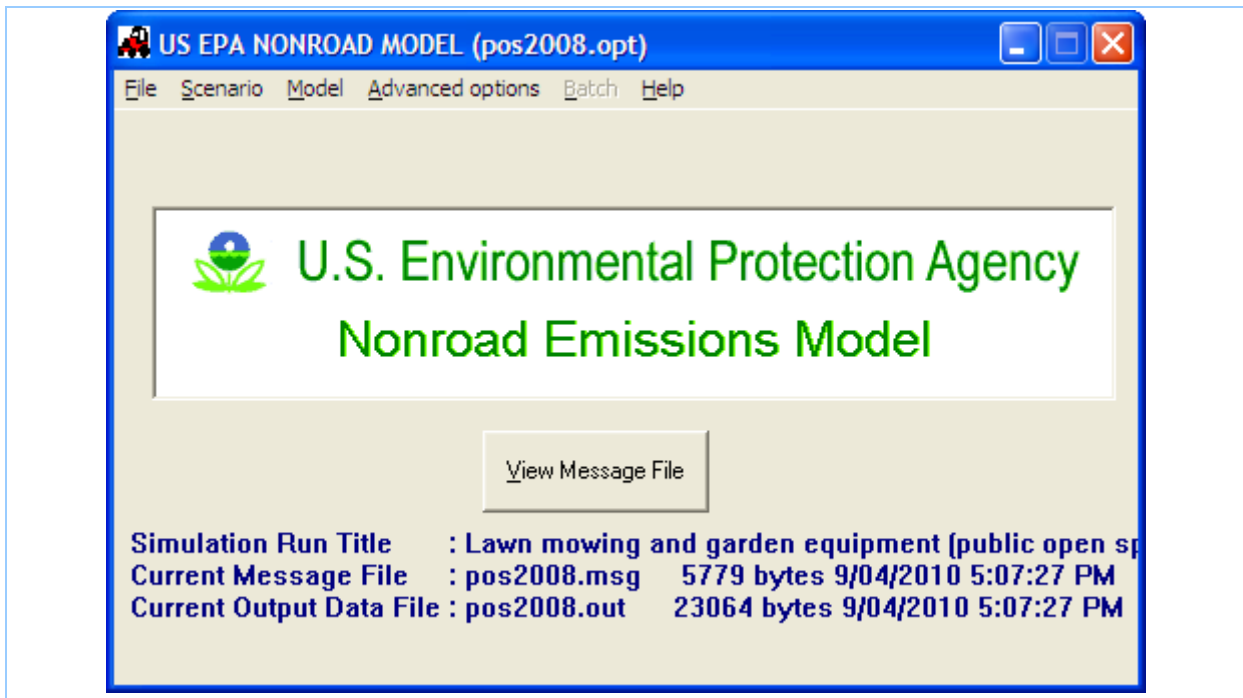 US EPA NONROAD MODEL (pos2008.opt)
File Scenario Model Advanced options Batch Help
U.S. Environmental Protection Agency
Nonroad Emissions Model
View Message File
Simulation Run Title : Lawn mowing and garden equipment (public open sp
Current Message File : pos2008.msg 5779 bytes 9/04/2010 5:07:27 PM
Current Output Data File : pos2008.out 23064 bytes 9/04/2010 5:07:27 PM